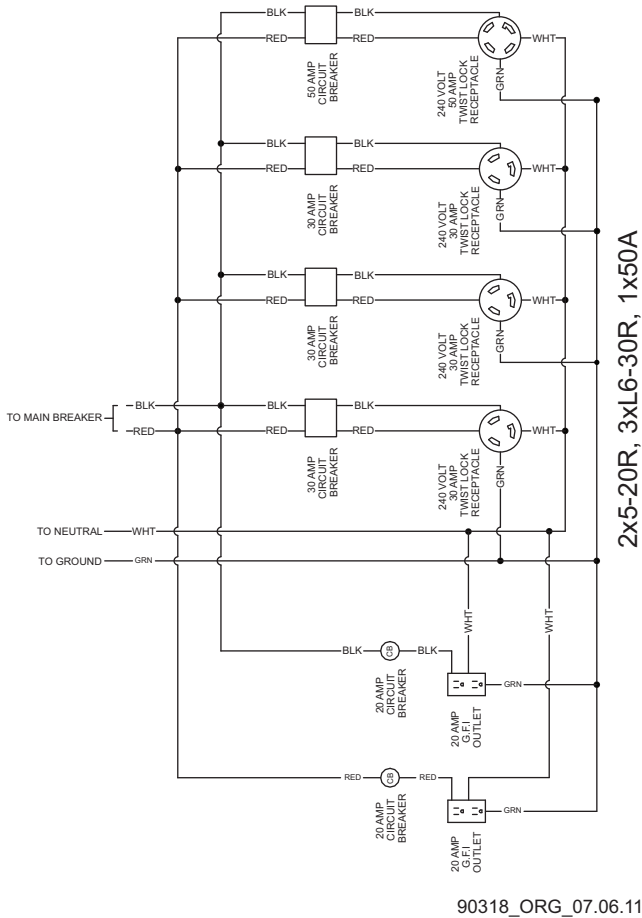 BLK
BLK
RED
RED
WHT
GRN
50 AMP
CIRCUIT
BREAKER
240 VOLT
50 AMP
TWIST LOCK
RECEPTACLE
BLK
BLK
RED
RED
WHT
GRN
30 AMP
CIRCUIT
BREAKER
240 VOLT
30 AMP
TWIST LOCK
RECEPTACLE
BLK
BLK
RED
RED
WHT
GRN
30 AMP
CIRCUIT
BREAKER
240 VOLT
30 AMP
TWIST LOCK
RECEPTACLE
TO MAIN BREAKER
BLK
RED
BLK
BLK
RED
RED
WHT
GRN
30 AMP
CIRCUIT
BREAKER
240 VOLT
30 AMP
TWIST LOCK
RECEPTACLE
TO NEUTRAL
WHT
TO GROUND
GRN
WHT
WHT
BLK
CB
BLK
GRN
20 AMP
CIRCUIT
BREAKER
20 AMP
G.F.I
OUTLET
RED
CB
RED
GRN
20 AMP
CIRCUIT
BREAKER
20 AMP
G.F.I
OUTLET
2x5-20R, 3xL6-30R, 1x50A
90318_ORG_07.06.11